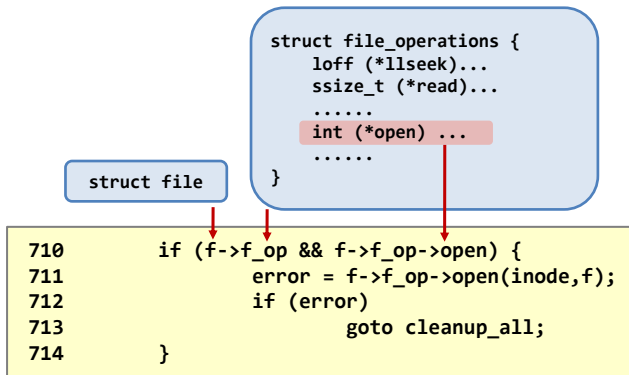 struct file_operations {
loff (*llseek)...
ssize_t (*read)...
......
int (*open) ...
......
}
struct file
710 if (f->f_op && f->f_op->open) {
711 error = f->f_op->open(inode,f);
712 if (error)
713 goto cleanup_all;
714 }